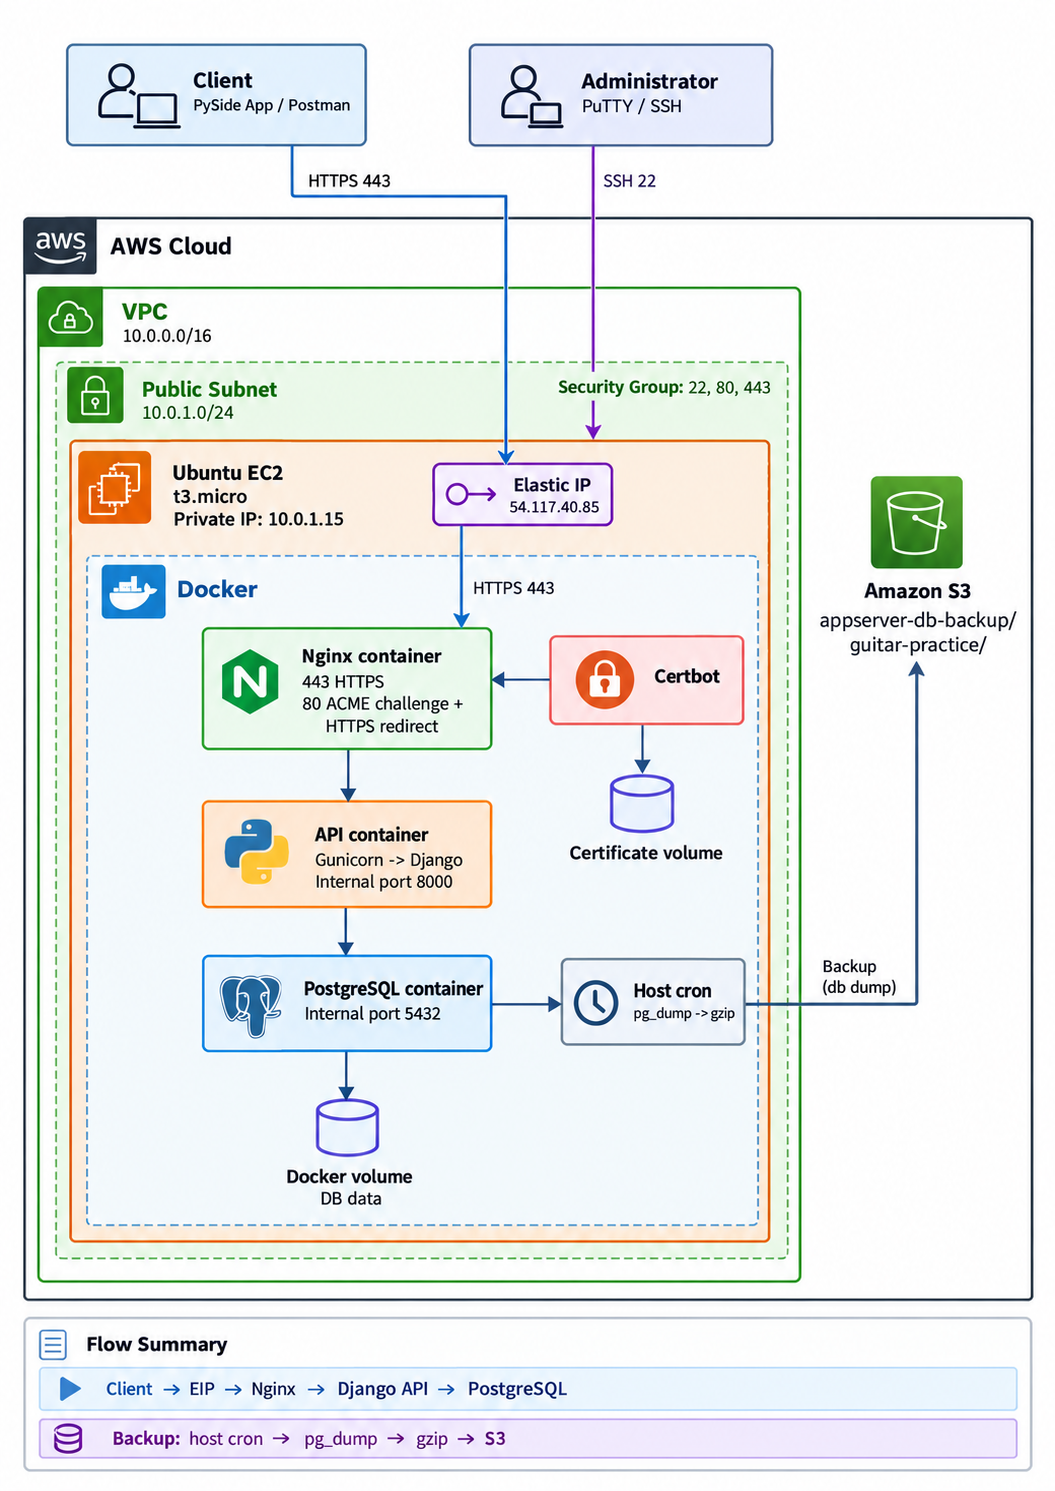 Client
PySide App / Postman
Administrator
PuTTY / SSH
HTTPS 443
SSH 22
aws
AWS Cloud
VPC
10.0.0.0/16
Public Subnet
10.0.1.0/24
Security Group: 22, 80, 443
Ubuntu EC2
t3.micro
Private IP: 10.0.1.15
Elastic IP
54.117.40.85
Docker
HTTPS 443
Nginx container
443 HTTPS
80 ACME challenge +
HTTPS redirect
N
Certbot
Certificate volume
API container
Gunicorn -> Django
Internal port 8000
PostgreSQL container
Internal port 5432
Host cron
pg_dump -> gzip
Backup
(db dump)
Amazon S3
appserver-db-backup/
guitar-practice/
Docker volume
DB data
Flow Summary
Client → EIP → Nginx → Django API → PostgreSQL
Backup: host cron → pg_dump → gzip → S3